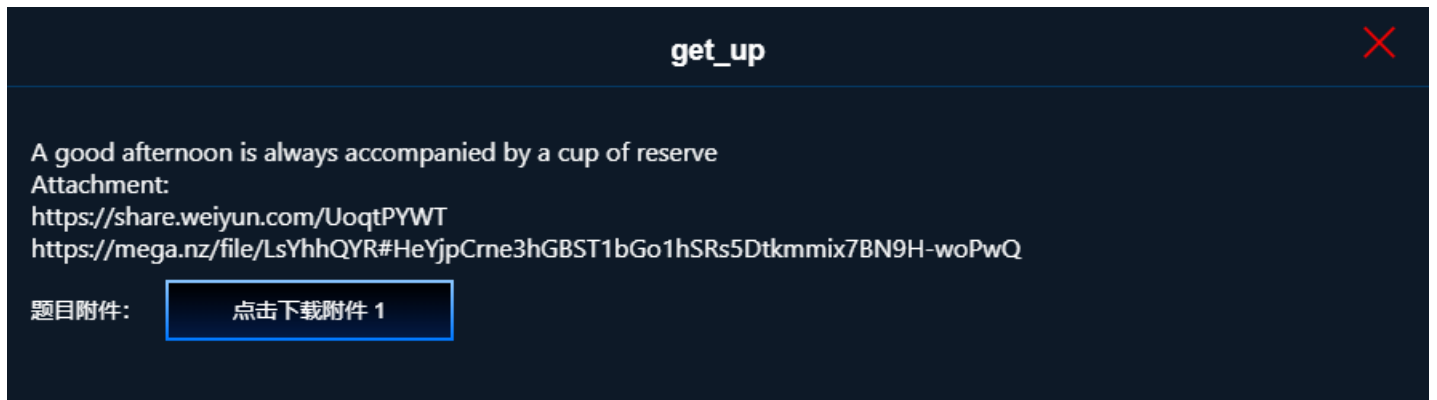 get_up
A good afternoon is always accompanied by a cup of reserve
Attachment:
https://share.weiyun.com/UoqtPYWT
https://mega.nz/file/LsYhhQYR#HeYjpCrne3hGBST1bGo1hSRs5Dtkmmix7BN9H-woPwQ
题目附件： 点击下载附件 1